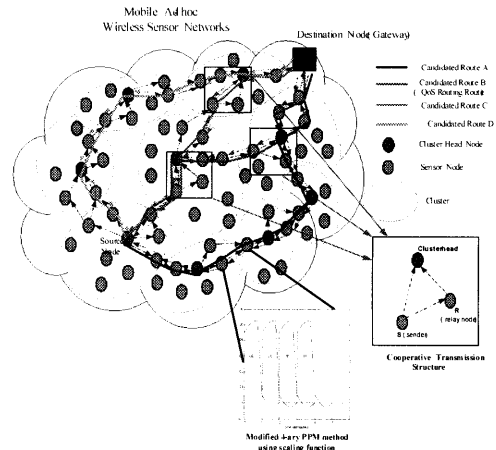 Mobile Ad-hoc
Wireless Sensor Networks
Destination Node( Gateway)
Candidated Route A
Candidated Route B
( QoS Routing Route)
Candidated Route C
Candidated Route D
Cluster Head Node
Sensor Node
Cluster
Source
Node
Clusterhead
R
( relay node)
S ( sender)
Cooperative Transmission
Structure
Modified 4-ary PPM method
using scaling function